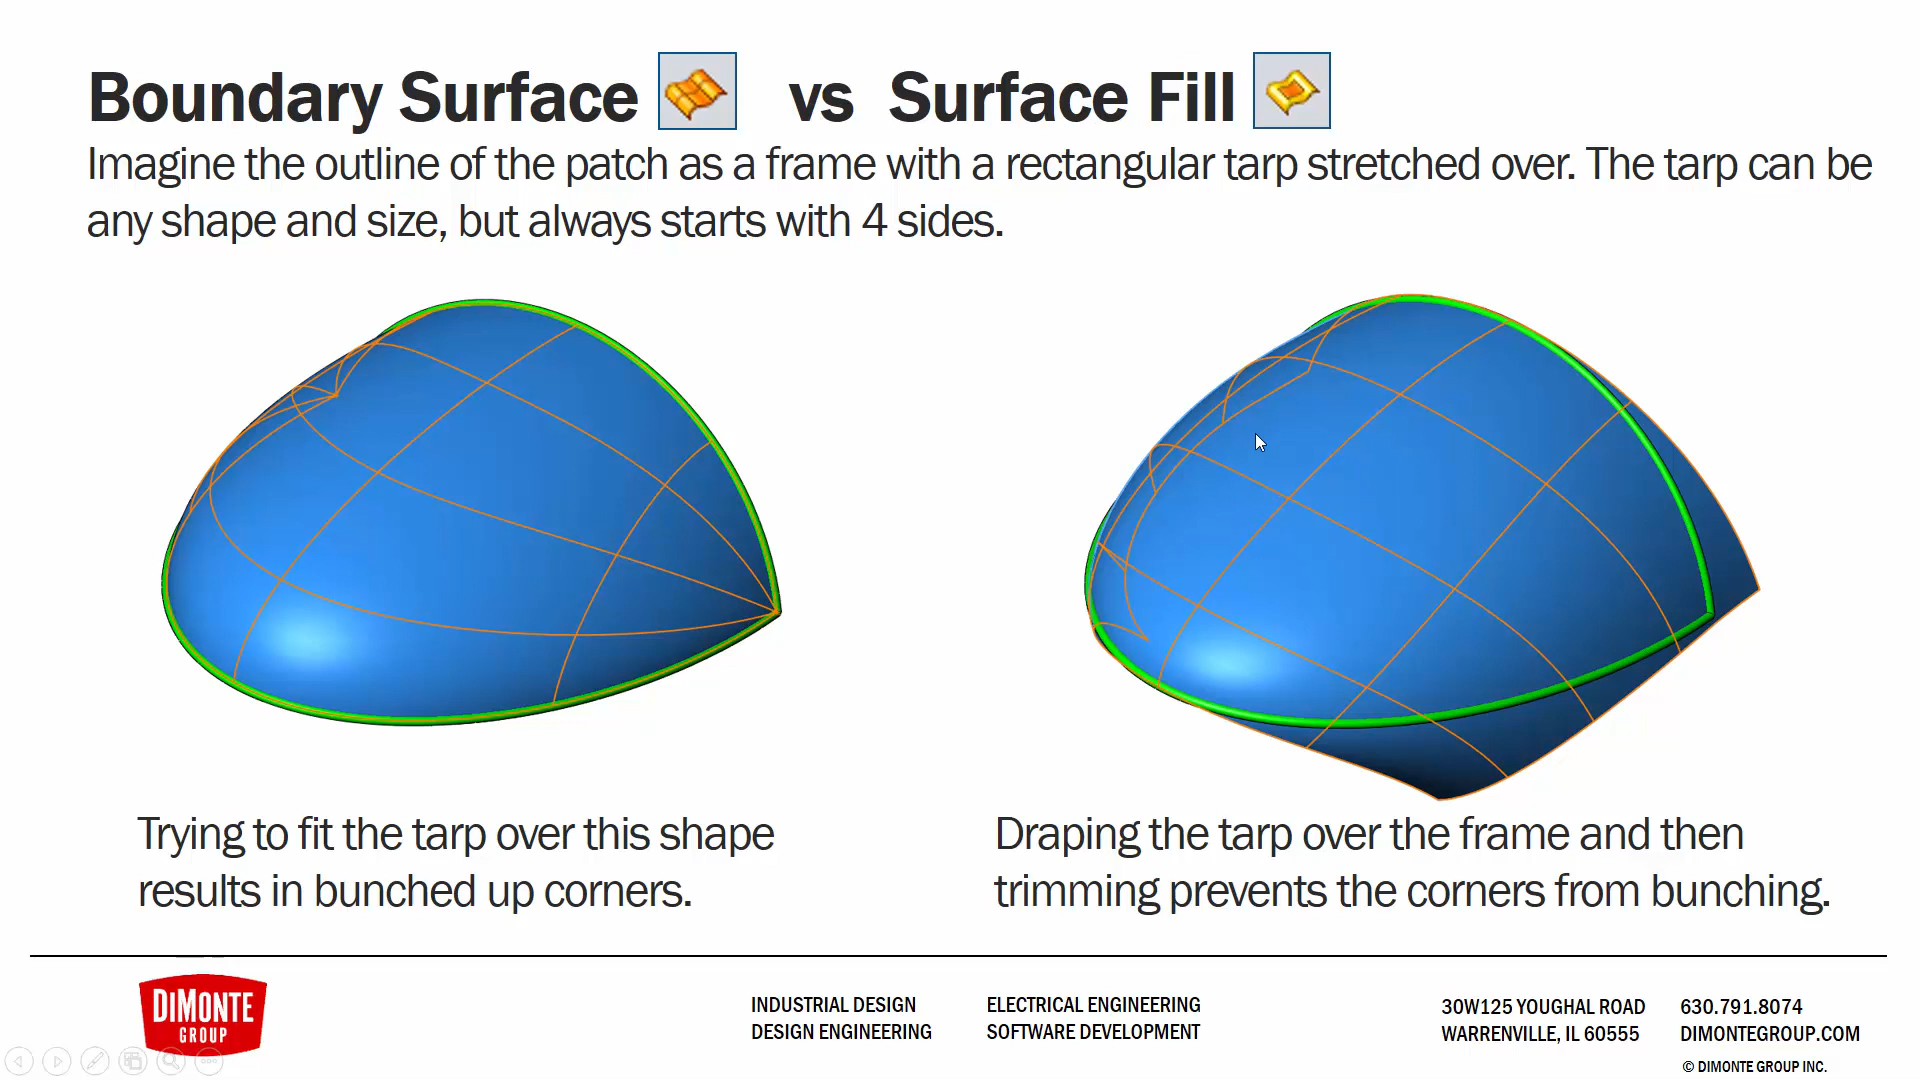 Boundary Surface vs Surface Fill
Imagine the outline of the patch as a frame with a rectangular tarp stretched over. The tarp can be
any shape and size, but always starts with 4 sides.
Trying to fit the tarp over this shape
results in bunched up corners.
Draping the tarp over the frame and then
trimming prevents the corners from bunching.
DIMONTE
GROUP
INDUSTRIAL DESIGN
DESIGN ENGINEERING
ELECTRICAL ENGINEERING
SOFTWARE DEVELOPMENT
30W125 YOUGHAL ROAD
WARRENVILLE, IL 60555
630.791.8074
DIMONTEGROUP.COM
© DIMONTE GROUP INC.